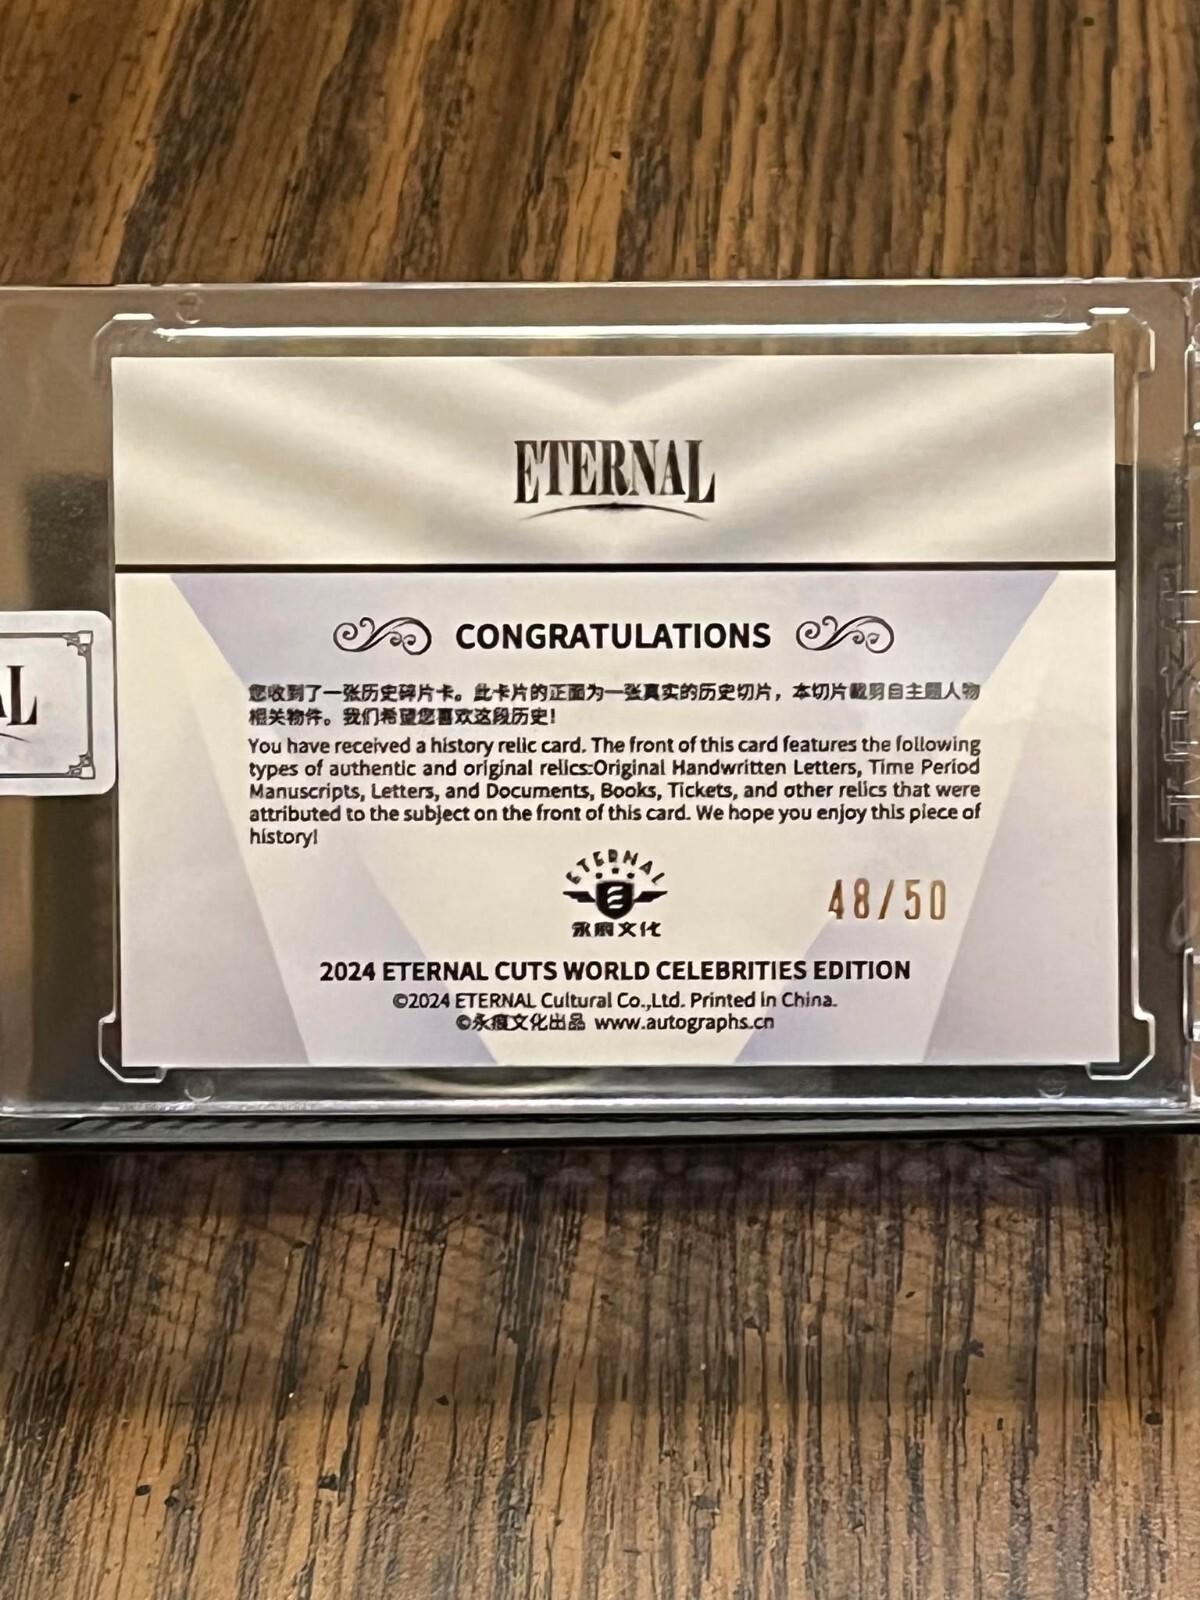 ETERNAL
CONGRATULATIONS
您收到了一张历史碎片卡。此卡片的正面为一张真实的历史切片，本切片裁剪自主题人物
相关物件。我们希望您喜欢这段历史！
You have received a history relic card. The front of this card features the following
types of authentic and original relics:Original Handwritten Letters, Time Period
Manuscripts, Letters, and Documents, Books, Tickets, and other relics that were
attributed to the subject on the front of this card. We hope you enjoy this piece of
history!
ETERNAL
永痕文化
48/50
2024 ETERNAL CUTS WORLD CELEBRITIES EDITION
©2024 ETERNAL Cultural Co.,Ltd. Printed in China.
©永痕文化出品 www.autographs.cn
AL